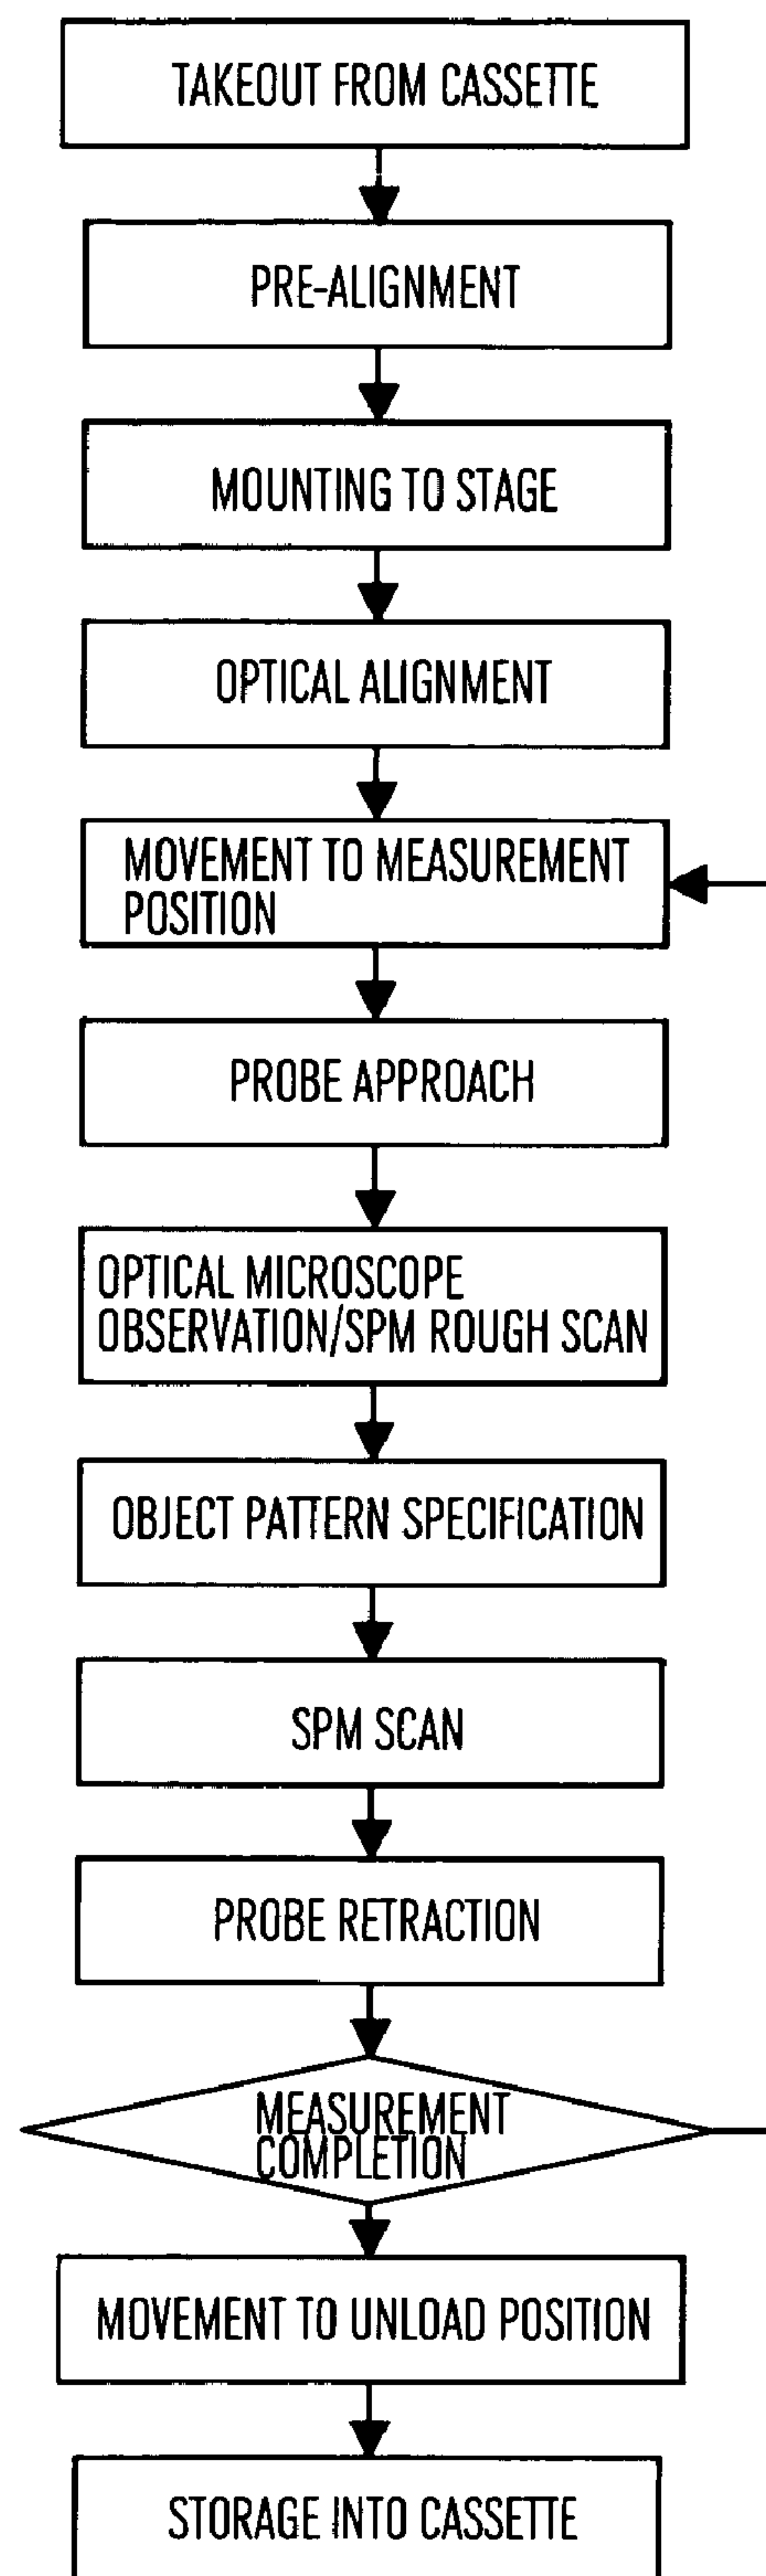 TAKEOUT FROM CASSETTE
PRE-ALIGNMENT
MOUNTING TO STAGE
OPTICAL ALIGNMENT
MOVEMENT TO MEASUREMENT
POSITION
PROBE APPROACH
OPTICAL MICROSCOPE
OBSERVATION/SPM ROUGH SCAN
OBJECT PATTERN SPECIFICATION
SPM SCAN
PROBE RETRACTION
MEASUREMENT
COMPLETION
MOVEMENT TO UNLOAD POSITION
STORAGE INTO CASSETTE